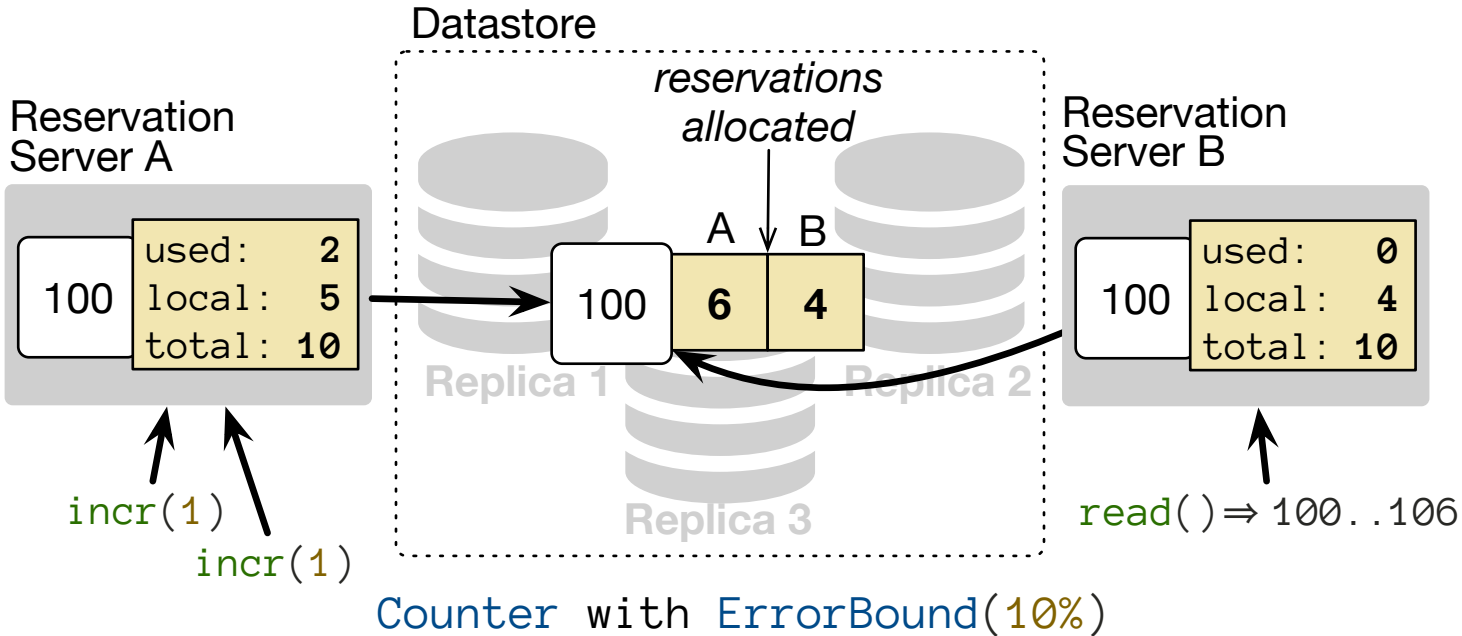 Datastore
reservations
allocated
Reservation
Server A
Reservation
Server B
A
B
100
used: 2
local: 5
total: 10
100
6
4
100
used: 0
local: 4
total: 10
Replica 1
Replica 2
Replica 3
incr(1)
incr(1)
read()⇒100..106
Counter with ErrorBound(10%)